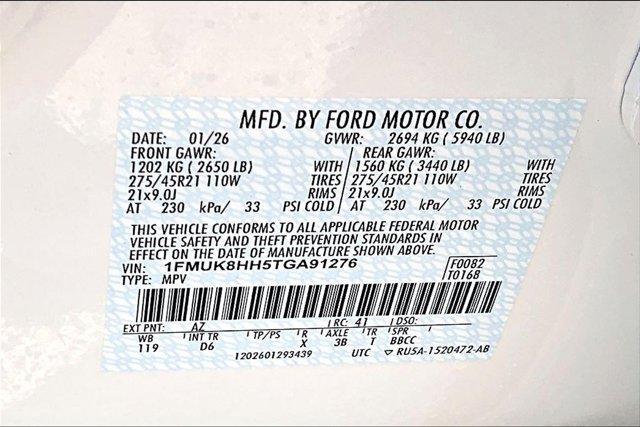 MFD. BY FORD MOTOR CO.
DATE: 01/26 GVWR: 2694 KG ( 5940 LB)
FRONT GAWR: REAR GAWR:
1202 KG ( 2650 LB) WITH 1560 KG ( 3440 LB) WITH
275/45R21 110W TIRES 275/45R21 110W TIRES
21x9.0J RIMS 21x9.0J RIMS
AT 230 kPa/ 33 PSI COLD AT 230 kPa/ 33 PSI COLD
THIS VEHICLE CONFORMS TO ALL APPLICABLE FEDERAL MOTOR
VEHICLE SAFETY AND THEFT PREVENTION STANDARDS IN
EFFECT ON THE DATE OF MANUFACTURE SHOWN ABOVE.
VIN: 1FMUK8HH5TGA91276 F0082
TYPE: MPV T0168
EXT PNT: AZ RC: 41 DSO:
WB INT TR TP/PS R AXLE TR SPR
119 D6 X 3B T BBCC
1202601293439 UTC ▽ RU5A-1520472-AB